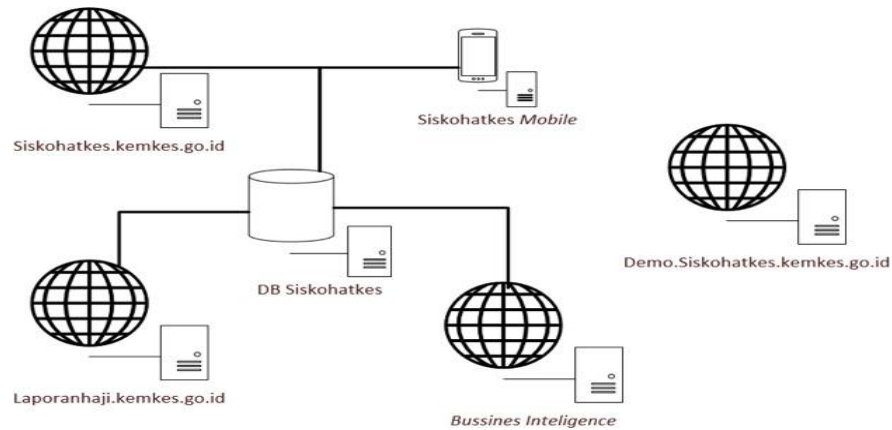 Siskohatkes.kemkes.go.id
Siskohatkes Mobile
Demo.Siskohatkes.kemkes.go.id
DB Siskohatkes
Laporanhaji.kemkes.go.id
Bussines Inteligence